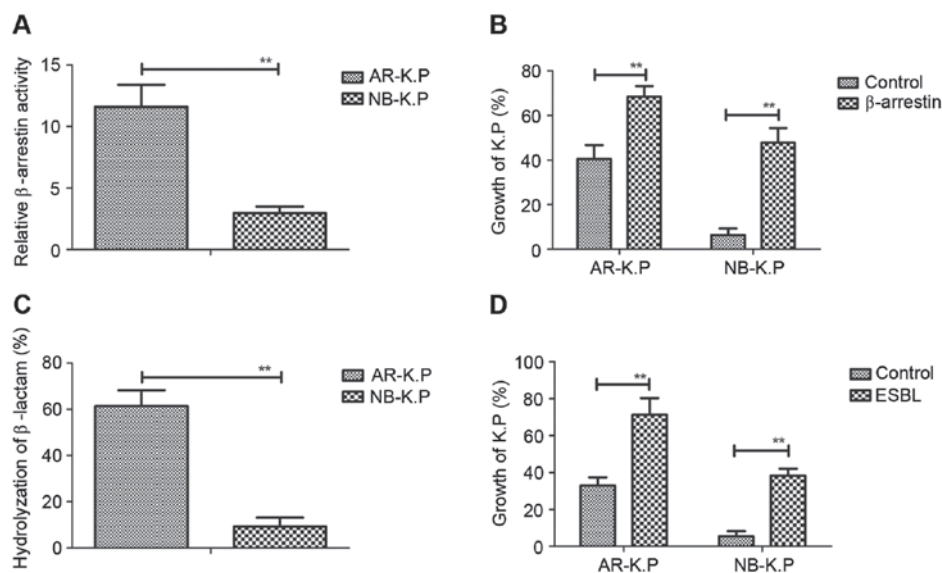 A
Relative β-arrestin activity
15
10
5
0
**
AR-K.P
NB-K.P
B
Growth of K.P (%)
80
60
40
20
0
**
**
AR-K.P
NB-K.P
Control
β-arrestin
C
Hydrolyzation of β-lactam (%)
80
60
40
20
0
**
AR-K.P
NB-K.P
D
Growth of K.P (%)
100
80
60
40
20
0
**
**
AR-K.P
NB-K.P
Control
ESBL